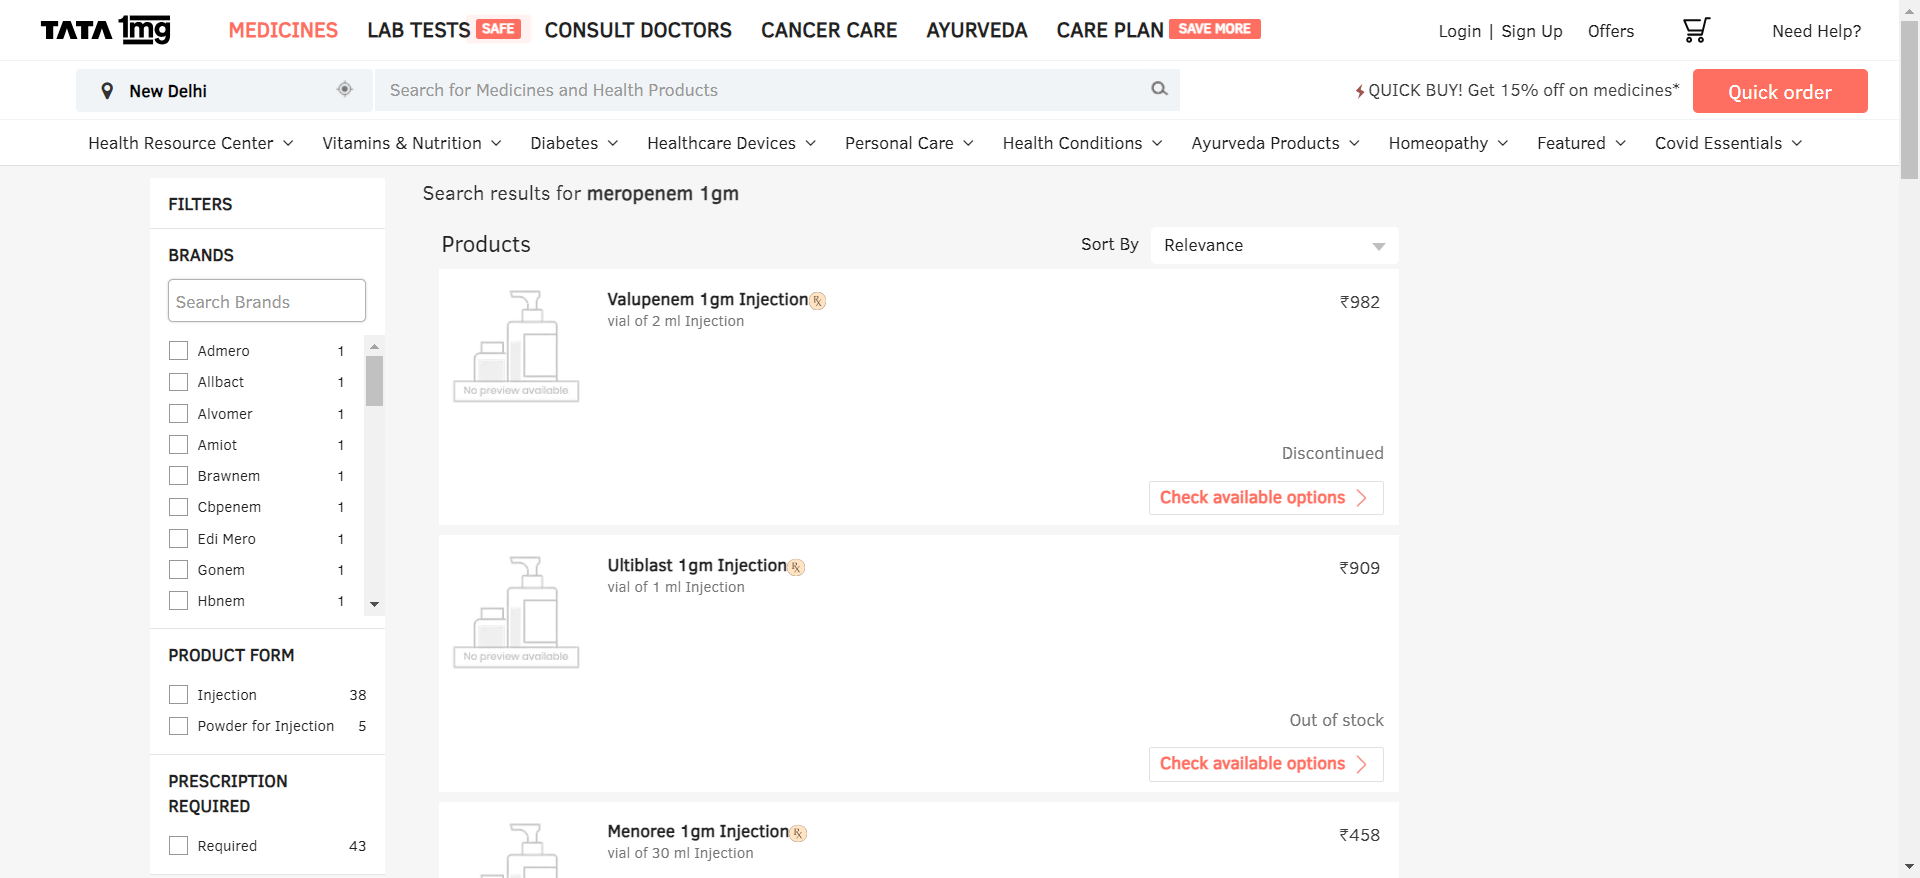 TATA 1mg
MEDICINES LAB TESTS SAFE CONSULT DOCTORS CANCER CARE AYURVEDA CARE PLAN SAVE MORE
Login | Sign Up Offers Need Help?
New Delhi
Search for Medicines and Health Products
QUICK BUY! Get 15% off on medicines*
Quick order
Health Resource Center Vitamins & Nutrition Diabetes Healthcare Devices Personal Care Health Conditions Ayurveda Products Homeopathy Featured Covid Essentials
FILTERS
BRANDS
Search Brands
Admero 1
Allbact 1
Alvomer 1
Amiot 1
Brawnem 1
Cbpenem 1
Edi Mero 1
Gonem 1
Hbnem 1
PRODUCT FORM
Injection 38
Powder for Injection 5
PRESCRIPTION
REQUIRED
Required 43
Search results for meropenem 1gm
Products
Sort By Relevance
No preview available
Valupenem 1gm Injection ℞
vial of 2 ml Injection
₹982
Discontinued
Check available options
No preview available
Ultiblast 1gm Injection ℞
vial of 1 ml Injection
₹909
Out of stock
Check available options
Menoree 1gm Injection ℞
vial of 30 ml Injection
₹458